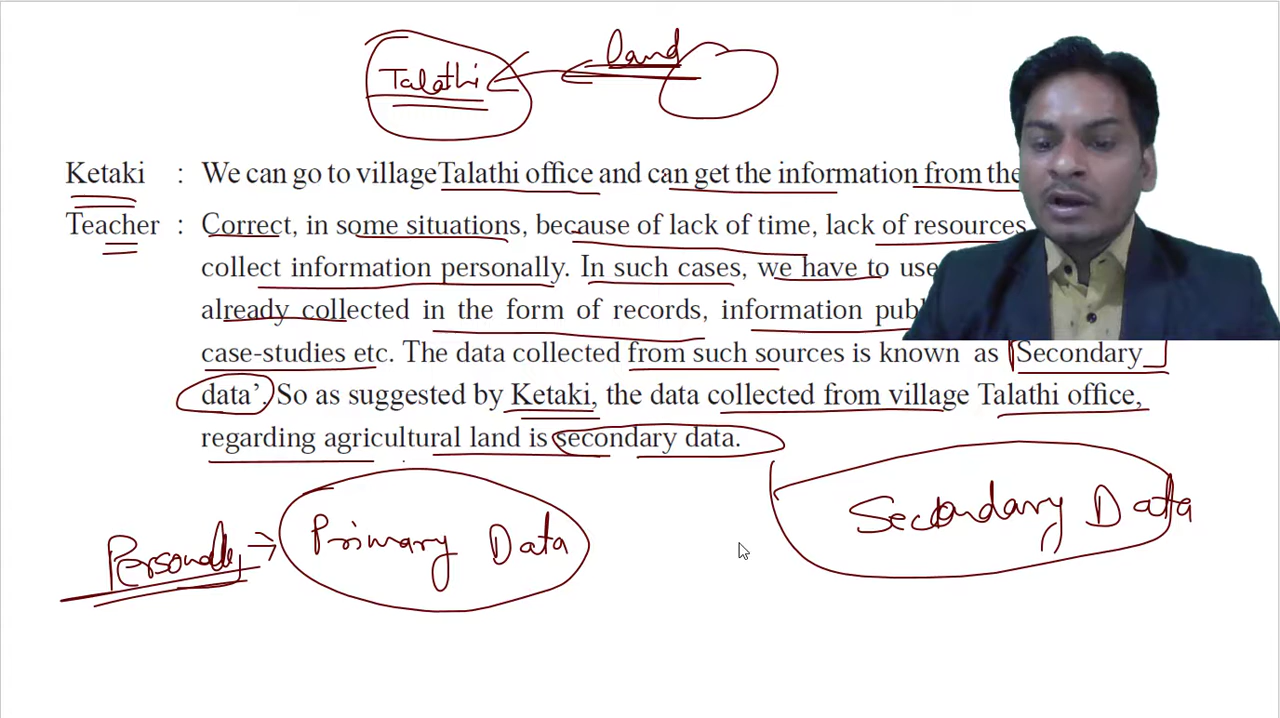 Talathi Land
Ketaki : We can go to village Talathi office and can get the information from the
Teacher : Correct, in some situations, because of lack of time, lack of resources
collect information personally. In such cases, we have to use
already collected in the form of records, information pub
case-studies etc. The data collected from such sources is known as 'Secondary
data'. So as suggested by Ketaki, the data collected from village Talathi office,
regarding agricultural land is secondary data.
Secondary Data
Personally → Primary Data